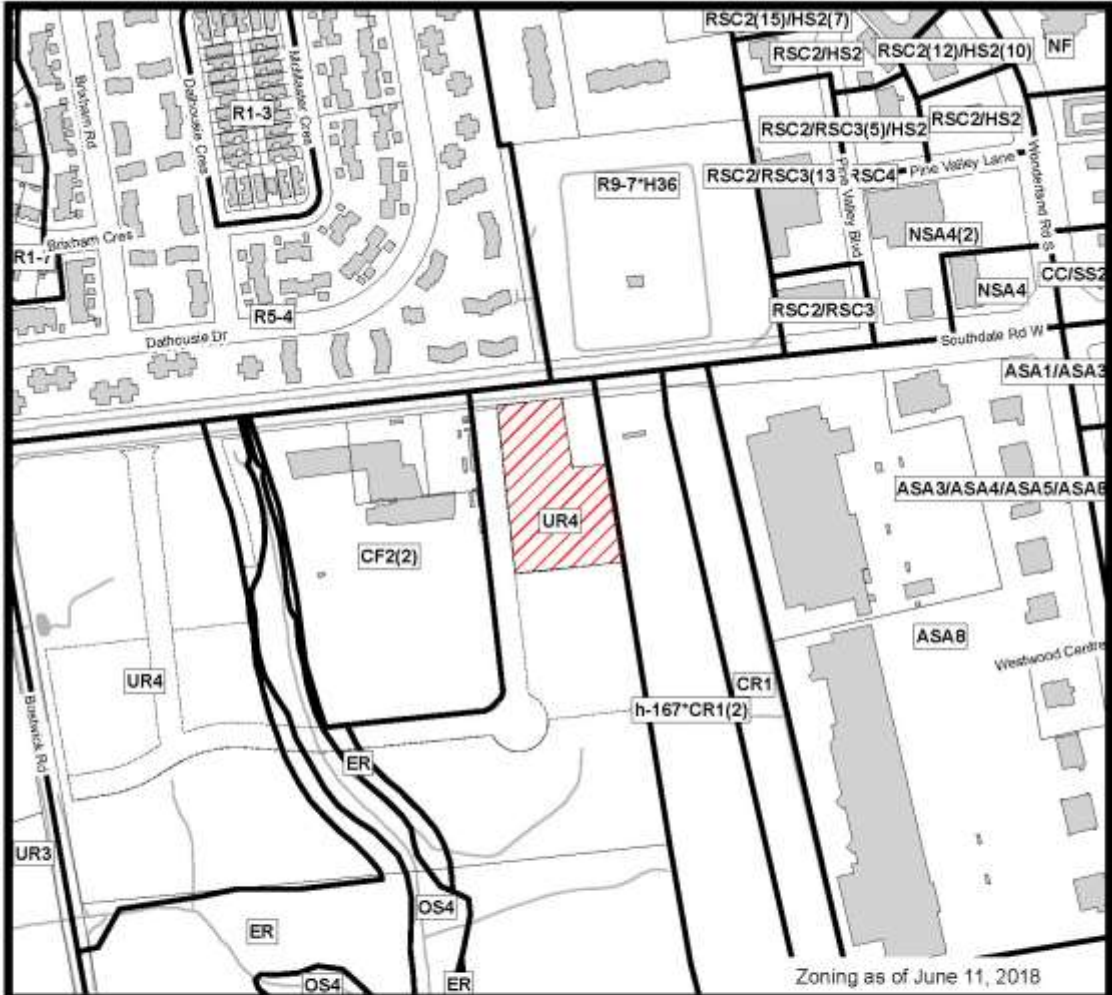 RSC2(15)/HS2(7)
RSC2/HS2
RSC2(12)/HS2(10)
NF
Brixham Rd
Dalhousie Cres
McMaster Cres
R1-3
RSC2/RSC3(5)/HS2
RSC2/HS2
Pine Valley Lane
RSC2/RSC3(13
RSC4
R9-7*H36
Pine Valley Blvd
Wonderland Rd S
NSA4(2)
Brixham Cres
R1-7
CC/SS2
NSA4
RSC2/RSC3
R5-4
Dalhousie Dr
Southdale Rd W
ASA1/ASA3
ASA3/ASA4/ASA5/ASA8
UR4
CF2(2)
ASA8
Westwood Centre
UR4
CR1
h-167*CR1(2)
Bostwick Rd
ER
UR3
OS4
ER
OS4
ER
Zoning as of June 11, 2018